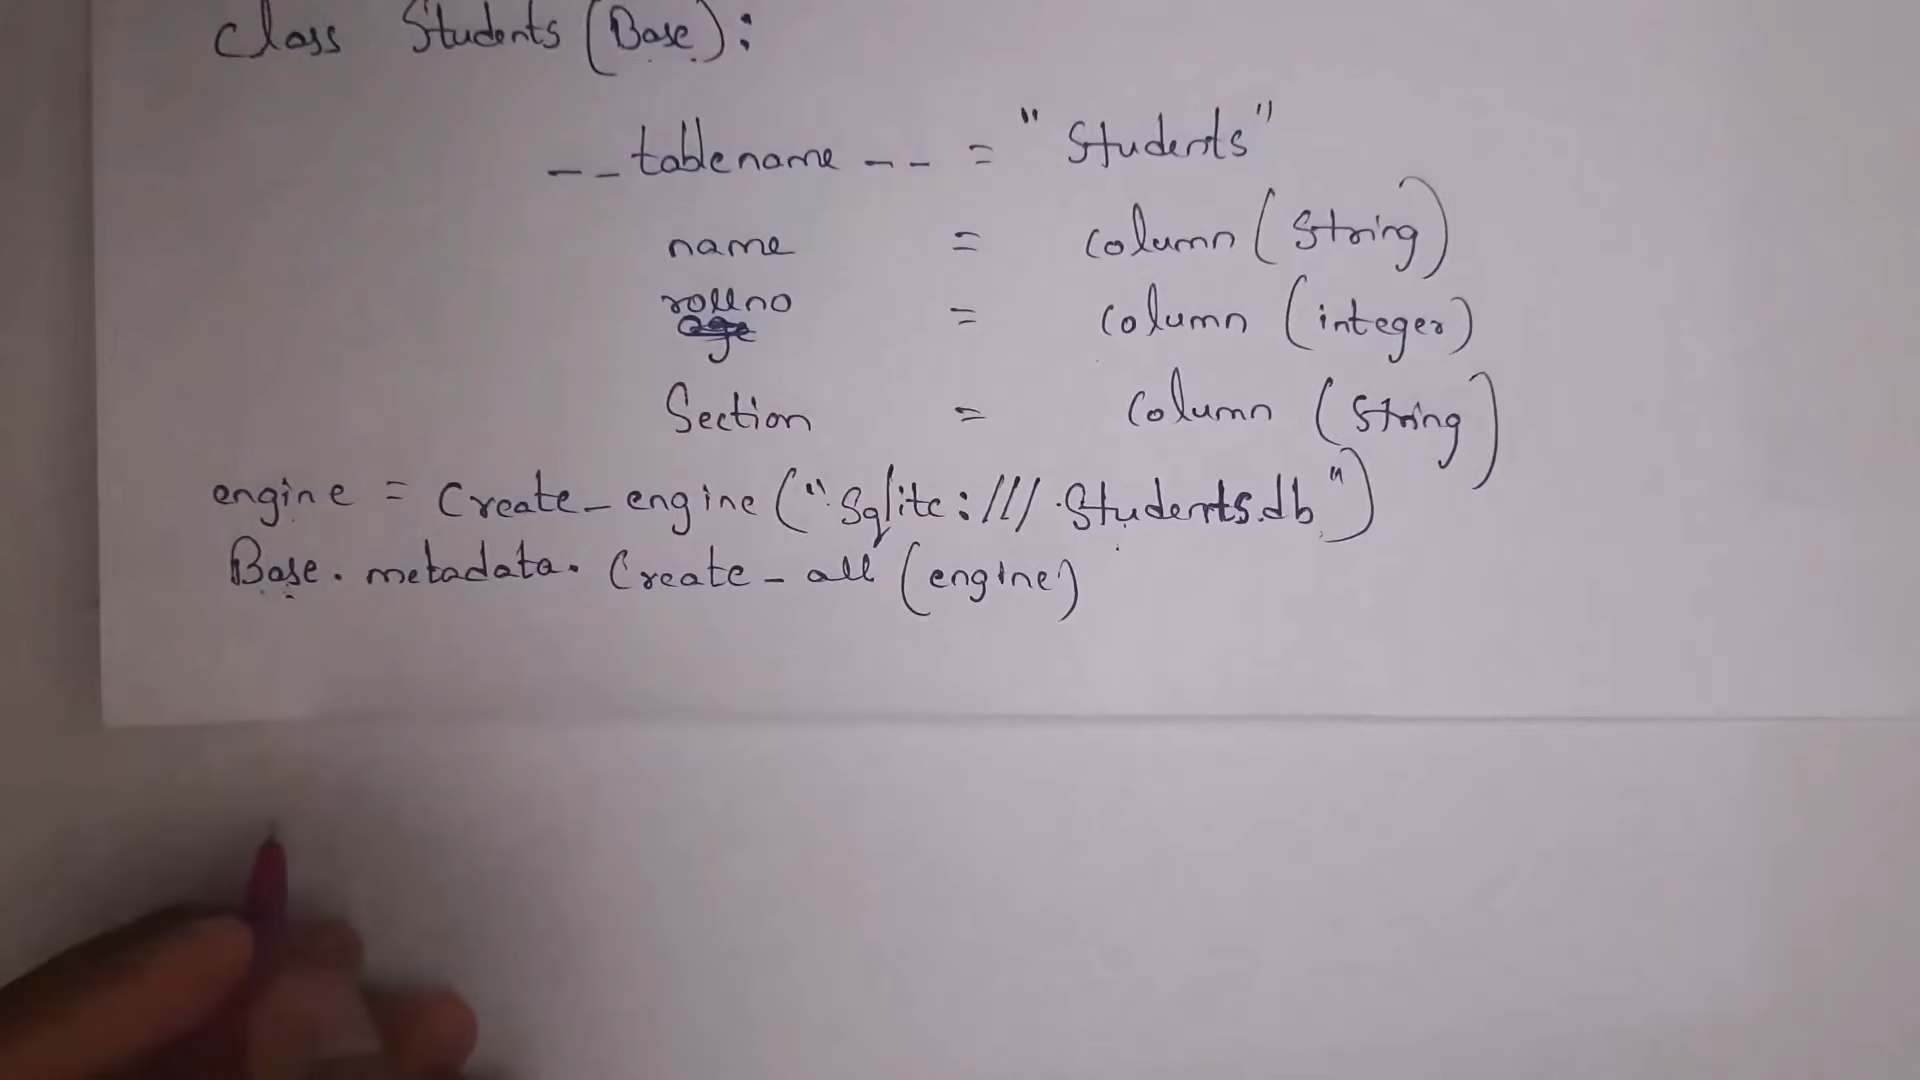 Class Students (Base):
__tablename__ = "Students"
name = column (String)
rollno = column (integer)
Section = column (String)
engine = Create_engine ("Sqlite:///.Students.db")
Base.metadata.Create_all (engine)